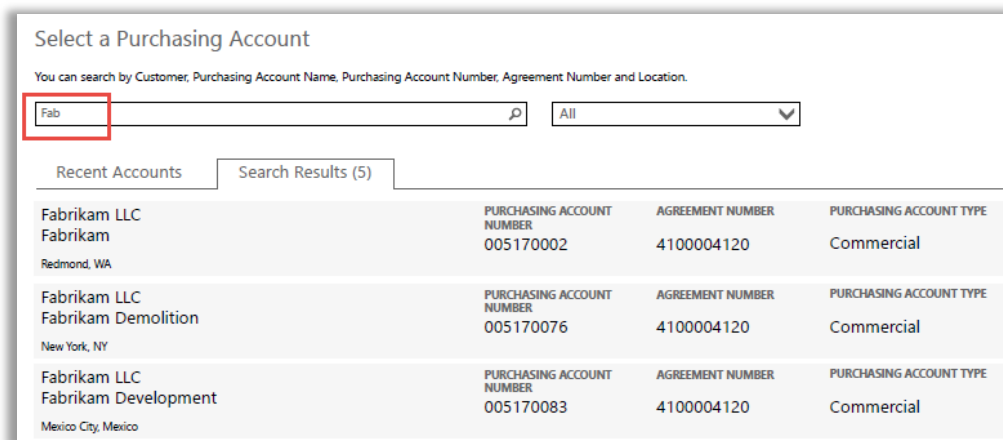 Select a Purchasing Account
You can search by Customer, Purchasing Account Name, Purchasing Account Number, Agreement Number and Location.
Fab
All
Recent Accounts
Search Results (5)
Fabrikam LLC
Fabrikam
Redmond, WA
PURCHASING ACCOUNT
NUMBER
005170002
AGREEMENT NUMBER
4100004120
PURCHASING ACCOUNT TYPE
Commercial
Fabrikam LLC
Fabrikam Demolition
New York, NY
PURCHASING ACCOUNT
NUMBER
005170076
AGREEMENT NUMBER
4100004120
PURCHASING ACCOUNT TYPE
Commercial
Fabrikam LLC
Fabrikam Development
Mexico City, Mexico
PURCHASING ACCOUNT
NUMBER
005170083
AGREEMENT NUMBER
4100004120
PURCHASING ACCOUNT TYPE
Commercial